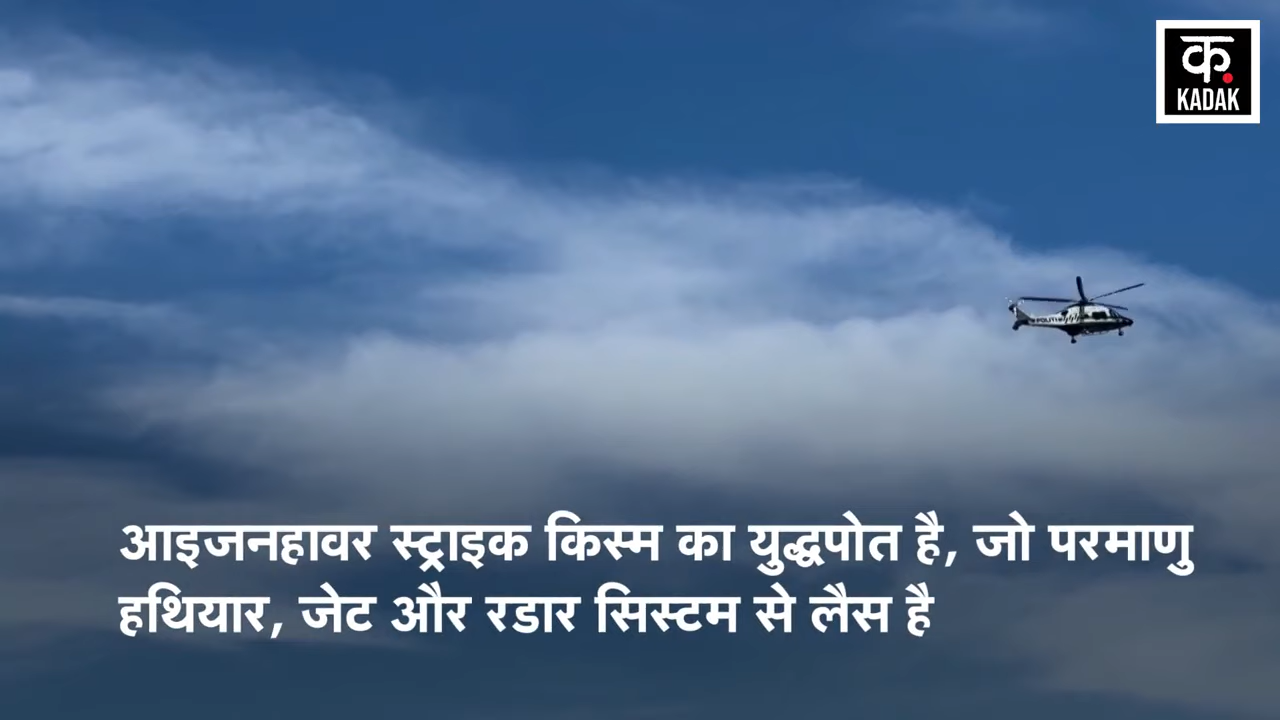 क.
KADAK
आइजनहावर स्ट्राइक किस्म का युद्धपोत है, जो परमाणु
हथियार, जेट और रडार सिस्टम से लैस है